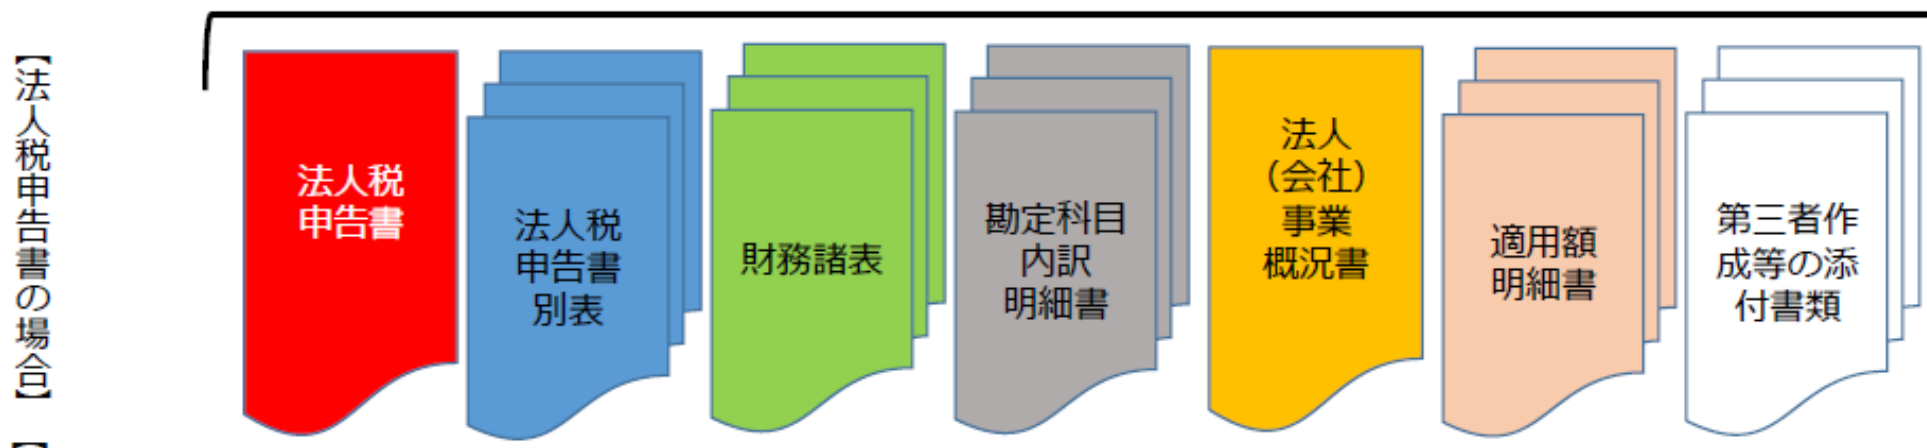 【法人税申告書の場合】
法人税
申告書
法人税
申告書
別表
財務諸表
勘定科目
内訳
明細書
法人
（会社）
事業
概況書
適用額
明細書
第三者作
成等の添
付書類
【